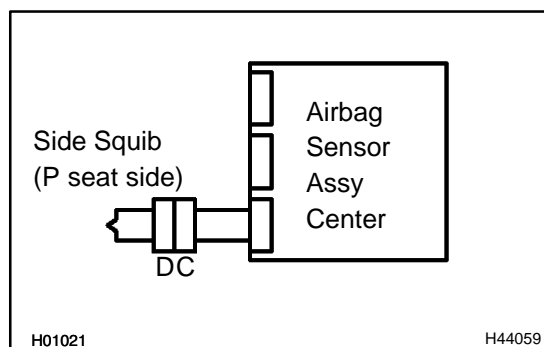 Side Squib
(P seat side)
Airbag
Sensor
Assy
Center
DC
H01021
H44059